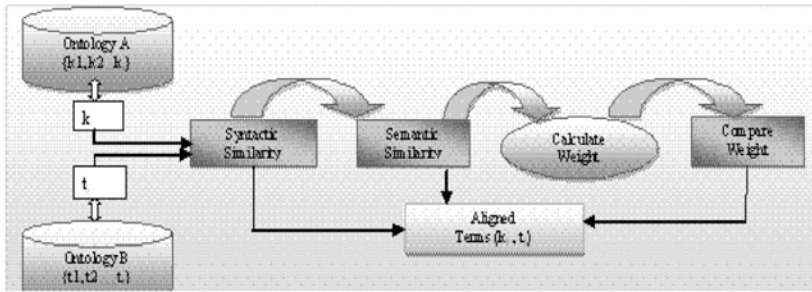 Ontology A
{k1,k2 k}
k
Syntactic
Similarity
Semantic
Similarity
Calculate
Weight
Compare
Weight
t
Aligned
Terms (k , t)
Ontology B
{t1,t2 t}